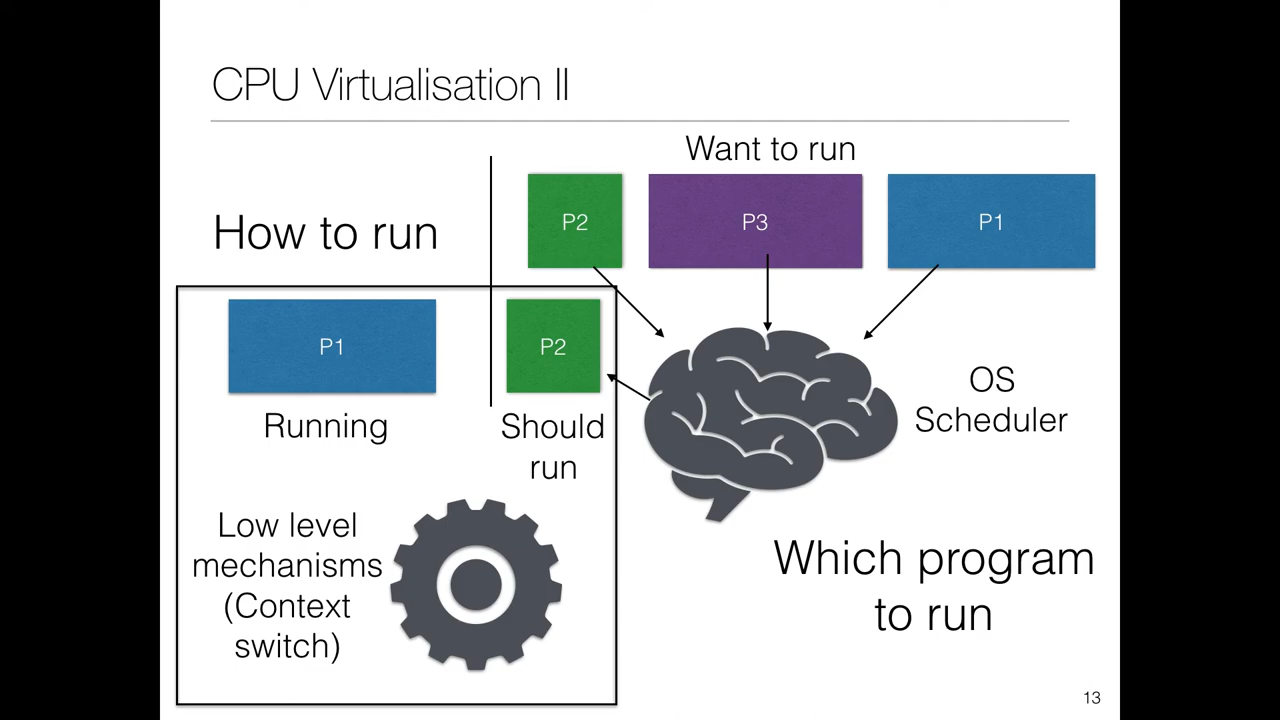 CPU Virtualisation II
Want to run
P2
P3
P1
How to run
P1
P2
Running
Should
run
OS
Scheduler
Low level
mechanisms
(Context
switch)
Which program
to run
13